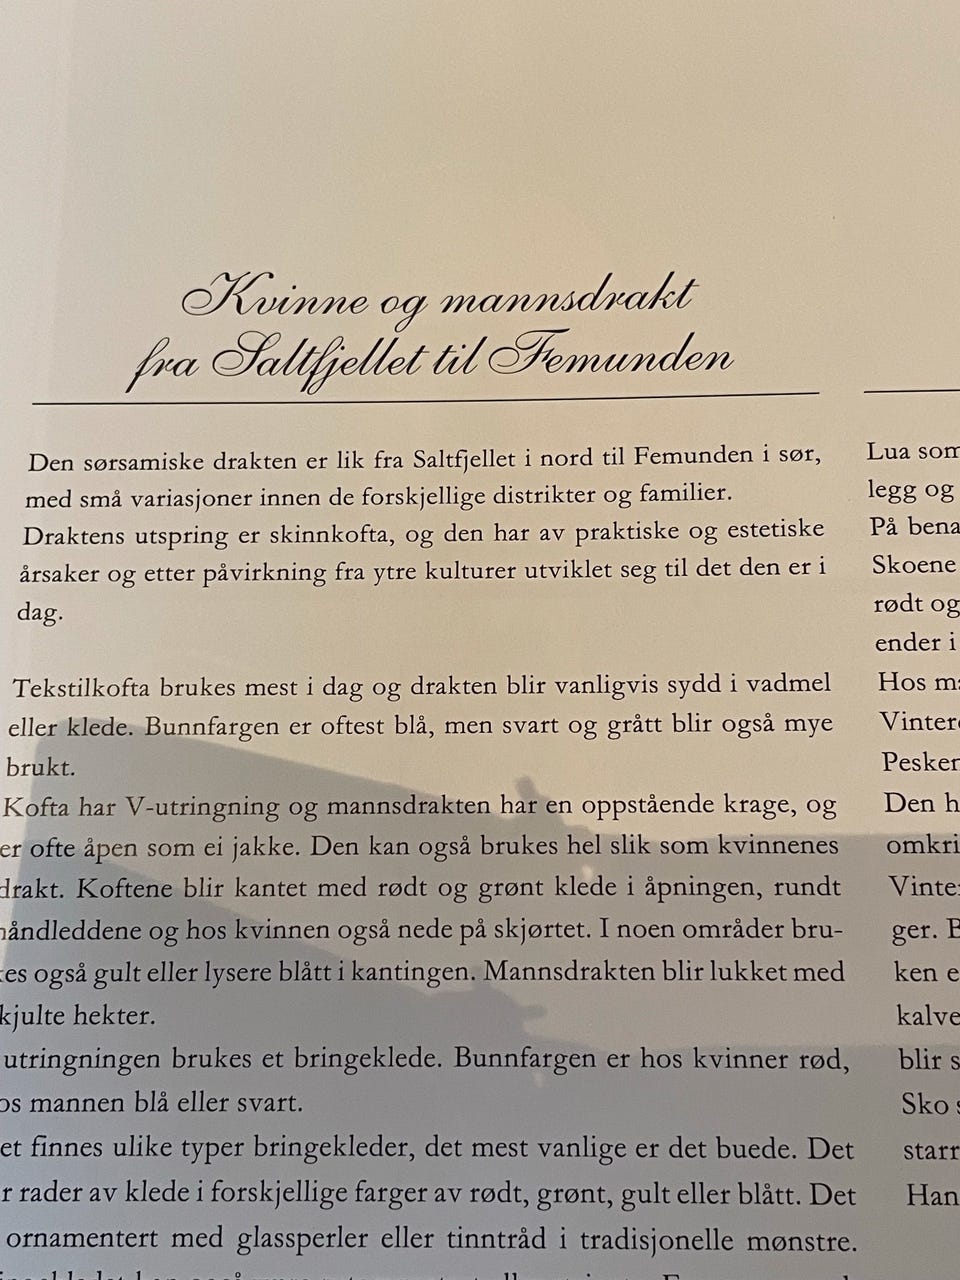 Kvinne og mannsdrakt
fra Saltfjellet til Femunden
Den sørsamiske drakten er lik fra Saltfjellet i nord til Femunden i sør,
med små variasjoner innen de forskjellige distrikter og familier.
Draktens utspring er skinnkofta, og den har av praktiske og estetiske
årsaker og etter påvirkning fra ytre kulturer utviklet seg til det den er i
dag.
Tekstilkofta brukes mest i dag og drakten blir vanligvis sydd i vadmel
eller klede. Bunnfargen er oftest blå, men svart og grått blir også mye
brukt.
Kofta har V-utringning og mannsdrakten har en oppstående krage, og
er ofte åpen som ei jakke. Den kan også brukes hel slik som kvinnenes
drakt. Koftene blir kantet med rødt og grønt klede i åpningen, rundt
håndleddene og hos kvinnen også nede på skjørtet. I noen områder bru-
kes også gult eller lysere blått i kantingen. Mannsdrakten blir lukket med
kjulte hekter.
utringningen brukes et bringeklede. Bunnfargen er hos kvinner rød,
os mannen blå eller svart.
et finnes ulike typer bringekleder, det mest vanlige er det buede. Det
r rader av klede i forskjellige farger av rødt, grønt, gult eller blått. Det
ornamentert med glassperler eller tinntråd i tradisjonelle mønstre.
Lua som
legg og
På bena
Skoene
rødt og
ender i
Hos ma
Vintere
Pesken
Den h
omkri
Vinte
ger. B
ken e
kalve
blir s
Sko s
starr
Han